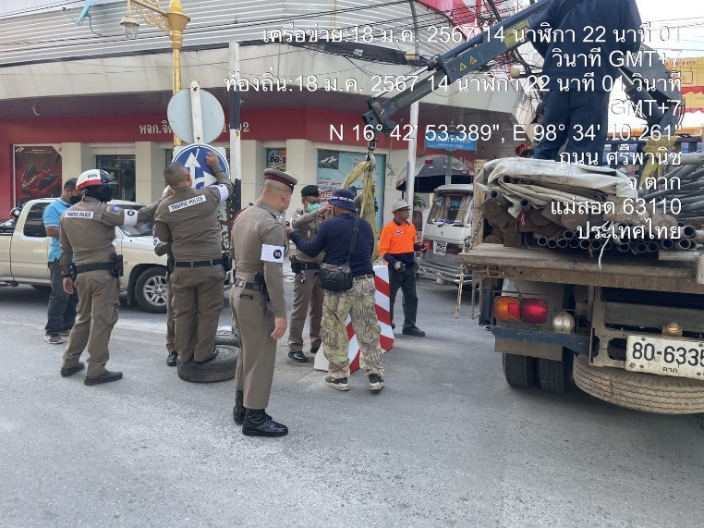 เครือข่าย:18 ม.ค. 2567 14 นาฬิกา 22 นาที 01
วินาที GMT+7
ท้องถิ่น:18 ม.ค. 2567 14 นาฬิกา 22 นาที 01 วินาที
GMT+7
N 16° 42' 53.389", E 98° 34' 10.261"
ถนน ศรีพานิช
จ.ตาก
แม่สอด 63110
ประเทศไทย
TRAFFIC POLICE
80-6335
ตาก